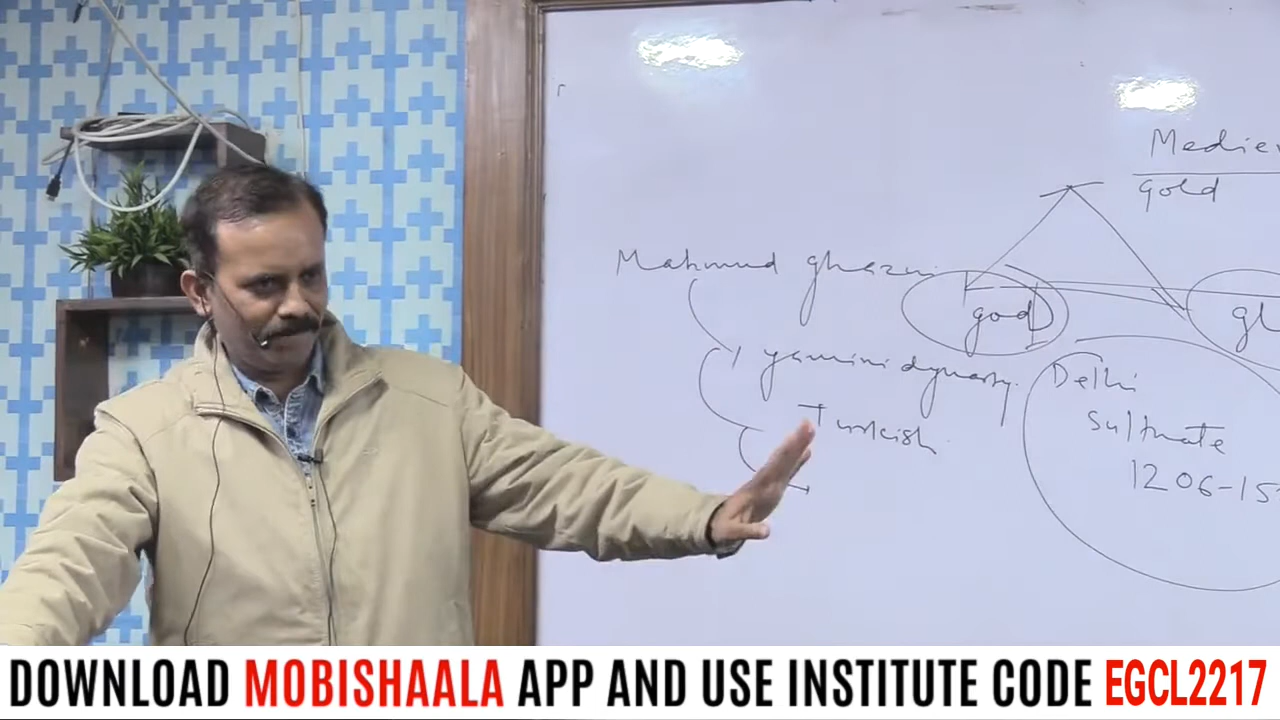 Medie
gold
Mahmud ghazni
god
gh
yamini dynasty.
Delhi
Turkish
Sultnate
1206-15
DOWNLOAD MOBISHAALA APP AND USE INSTITUTE CODE EGCL2217